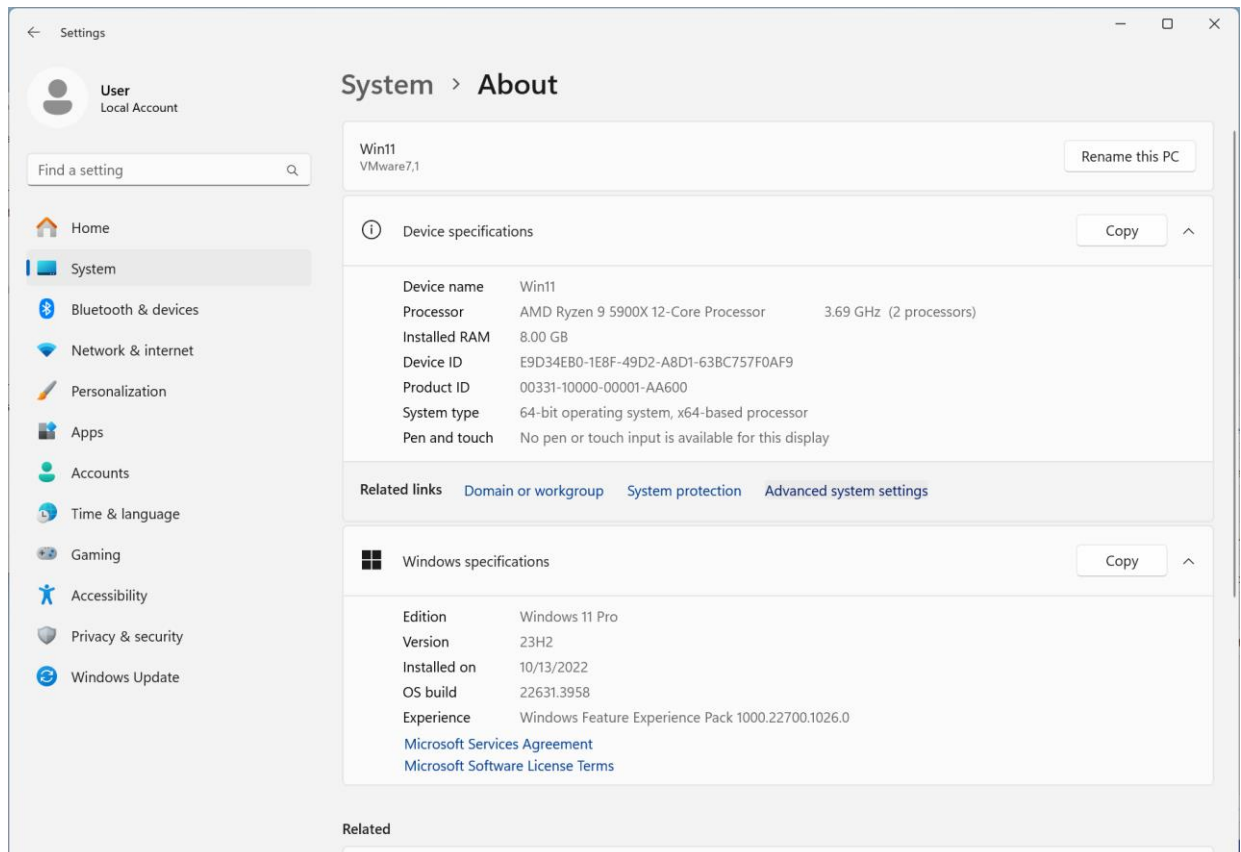 Settings
User
Local Account
Find a setting
Home
System
Bluetooth & devices
Network & internet
Personalization
Apps
Accounts
Time & language
Gaming
Accessibility
Privacy & security
Windows Update
System > About
Win11
VMware7,1
Rename this PC
Device specifications Copy
Device name Win11
Processor AMD Ryzen 9 5900X 12-Core Processor 3.69 GHz (2 processors)
Installed RAM 8.00 GB
Device ID E9D34EB0-1E8F-49D2-A8D1-63BC757F0AF9
Product ID 00331-10000-00001-AA600
System type 64-bit operating system, x64-based processor
Pen and touch No pen or touch input is available for this display
Related links Domain or workgroup System protection Advanced system settings
Windows specifications Copy
Edition Windows 11 Pro
Version 23H2
Installed on 10/13/2022
OS build 22631.3958
Experience Windows Feature Experience Pack 1000.22700.1026.0
Microsoft Services Agreement
Microsoft Software License Terms
Related